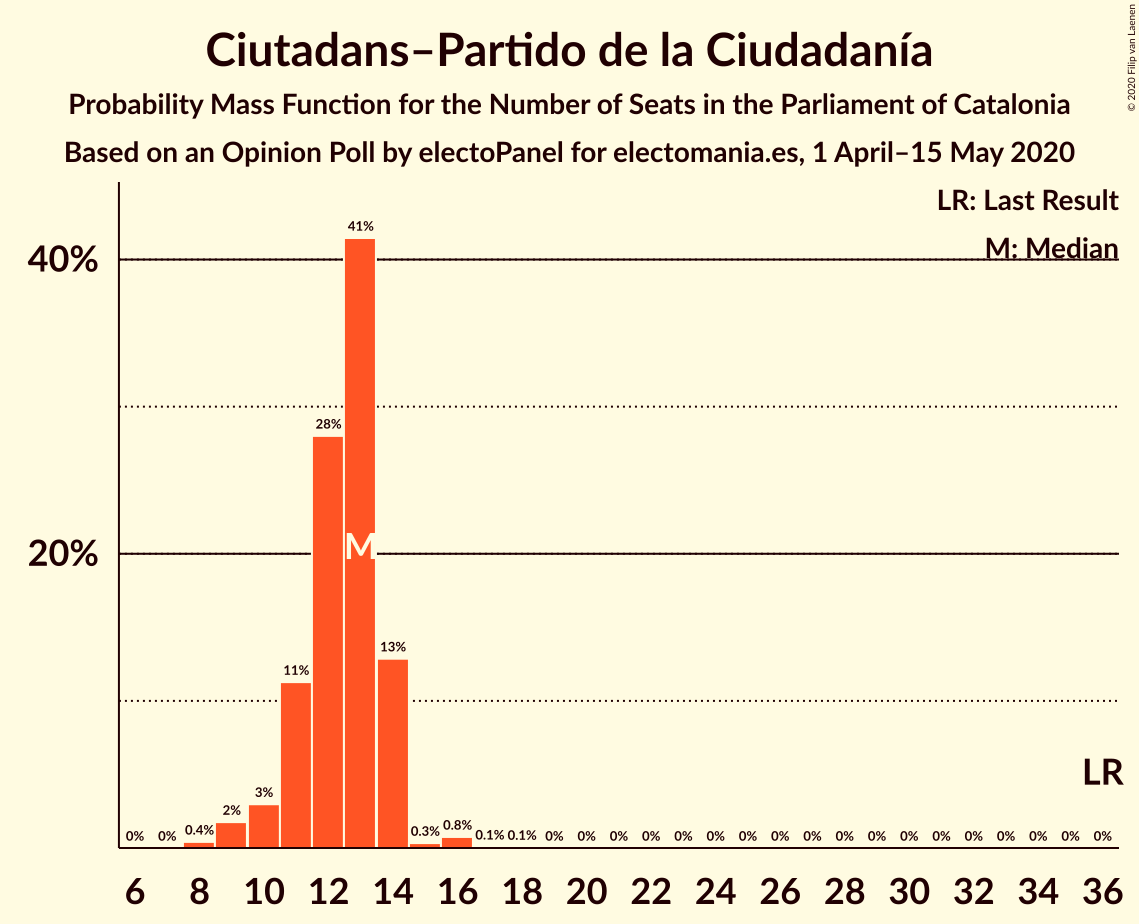 Ciutadans–Partido de la Ciudadanía
Probability Mass Function for the Number of Seats in the Parliament of Catalonia
Based on an Opinion Poll by electoPanel for electomania.es, 1 April–15 May 2020
© 2020 Filip van Laenen
LR: Last Result
M: Median
40%
20%
0% 0% 0.4% 2% 3% 11% 28% 41% 13% 0.3% 0.8% 0.1% 0.1% 0% 0% 0% 0% 0% 0% 0% 0% 0% 0% 0% 0% 0% 0% 0% 0% 0% 0%
M
LR
6 8 10 12 14 16 18 20 22 24 26 28 30 32 34 36